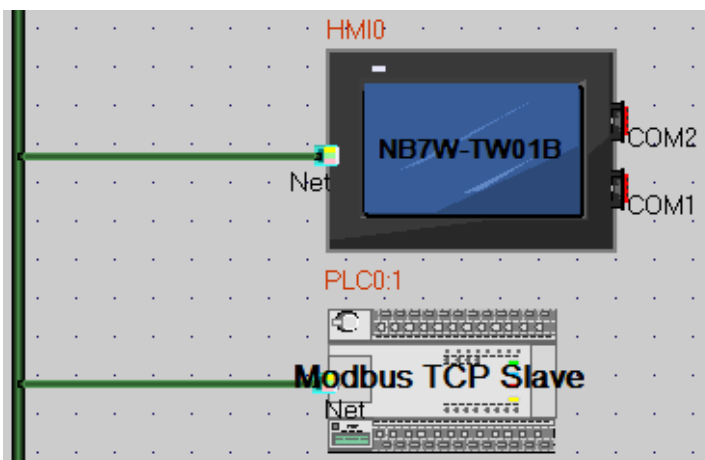 HMI0
NB7W-TW01B
COM2
Net
COM1
PLC0:1
Modbus TCP Slave
Net